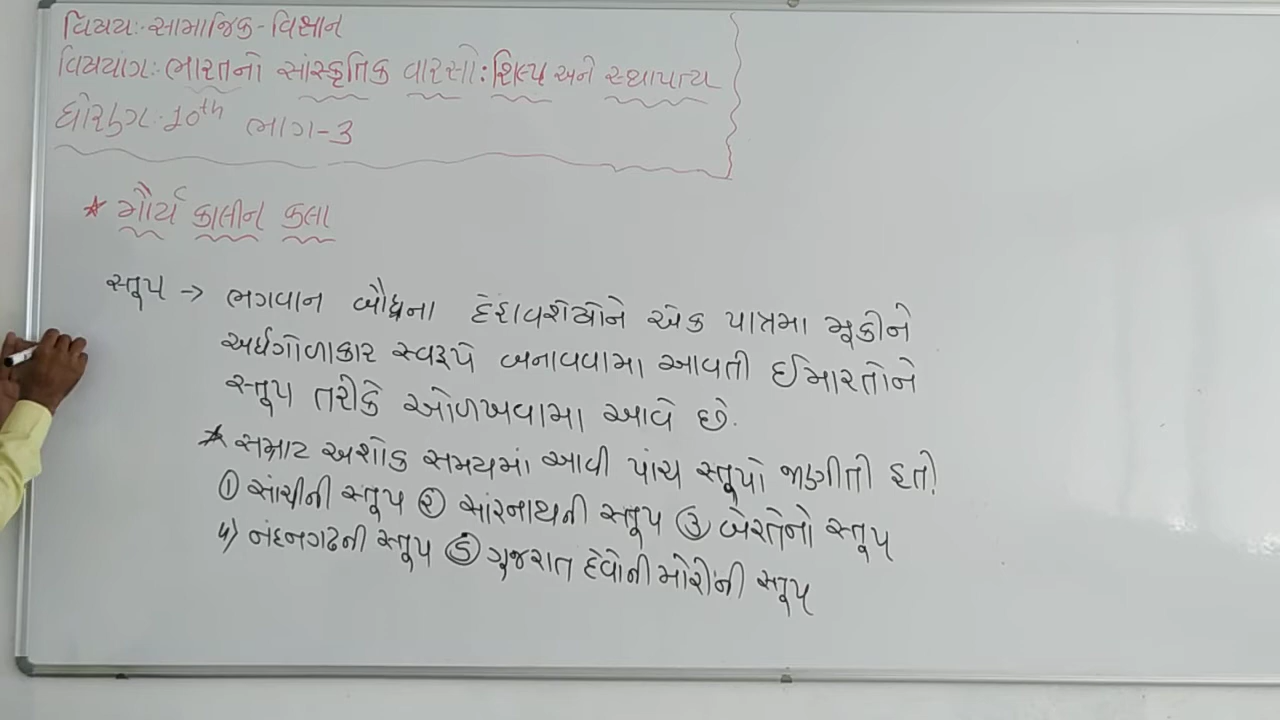 વિષય:-સામાજિક-વિજ્ઞાન
વિષયાંગ:-ભારતનો સાંસ્કૃતિક વારસો:શિલ્પ અને સ્થાપત્ય
ધોરણ:-10th ભાગ-3
* મૌર્ય કાલીન કલા
સ્તૂપ → ભગવાન બૌધ્ધના દેહાવશેષોને એક પાત્રમા મૂકીને
અર્ધગોળાકાર સ્વરૂપે બનાવવામા આવતી ઈમારતોને
સ્તૂપ તરીકે ઓળખવામા આવે છે.
* સમ્રાટ અશોક સમયમાં આવી પાંચ સ્તૂપો જાણીતી હતી
① સાંચીની સ્તૂપ ② સારનાથની સ્તૂપ ③ બેરતનો સ્તૂપ
૪) નંદનગઢની સ્તૂપ ⑤ ગુજરાત દેવોની મોરીની સ્તૂપ